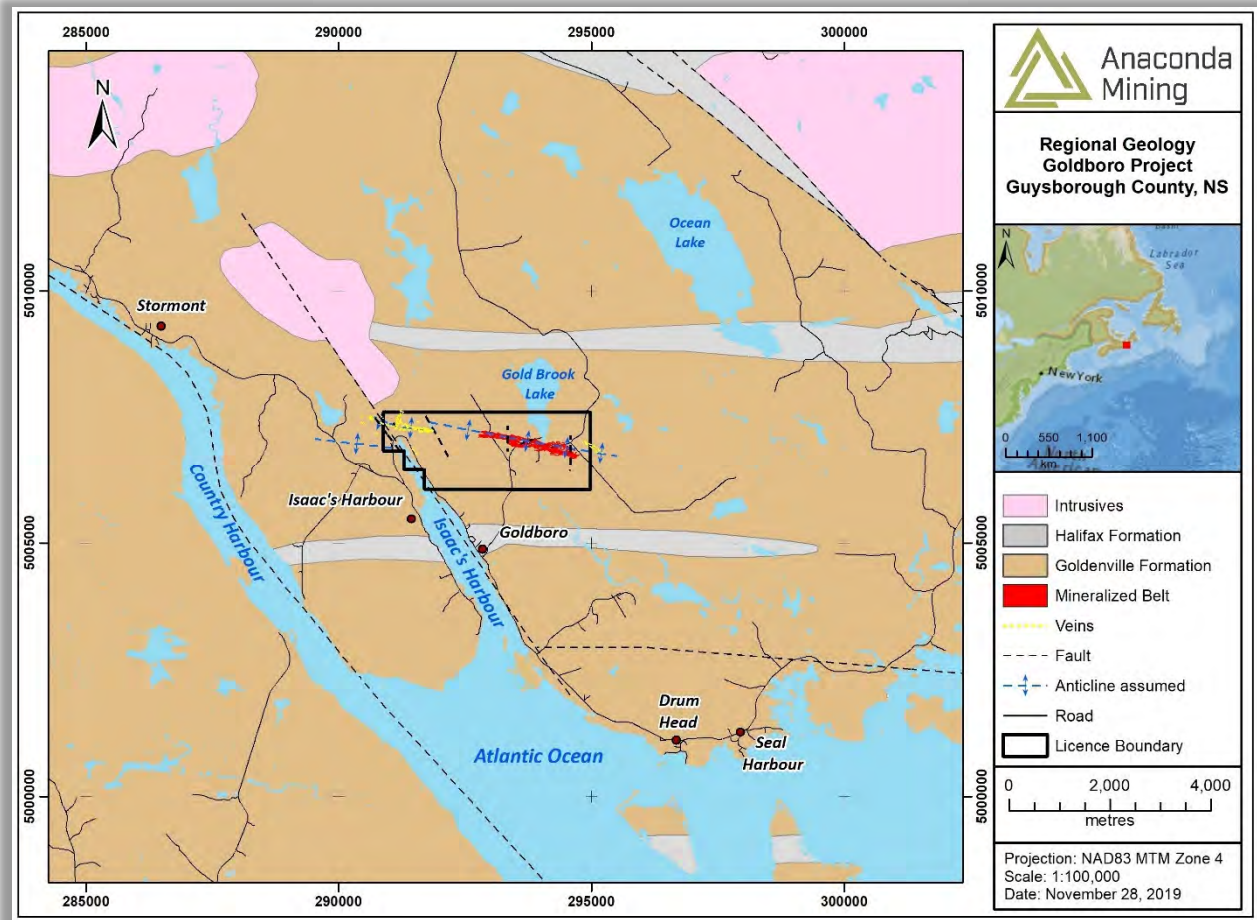 285000
290000
295000
300000
5010000
5005000
5000000
5010000
5005000
5000000
285000
290000
295000
300000
N
Stormont
Ocean
Lake
Gold Brook
Lake
Isaac's Harbour
Goldboro
Country Harbour
Isaac's Harbour
Drum
Head
Seal
Harbour
Atlantic Ocean
Anaconda
Mining
Regional Geology
Goldboro Project
Guysborough County, NS
N
Labrador
Sea
New York
0 550 1,100
km
Intrusives
Halifax Formation
Goldenville Formation
Mineralized Belt
Veins
Fault
Anticline assumed
Road
Licence Boundary
0 2,000 4,000
metres
Projection: NAD83 MTM Zone 4
Scale: 1:100,000
Date: November 28, 2019